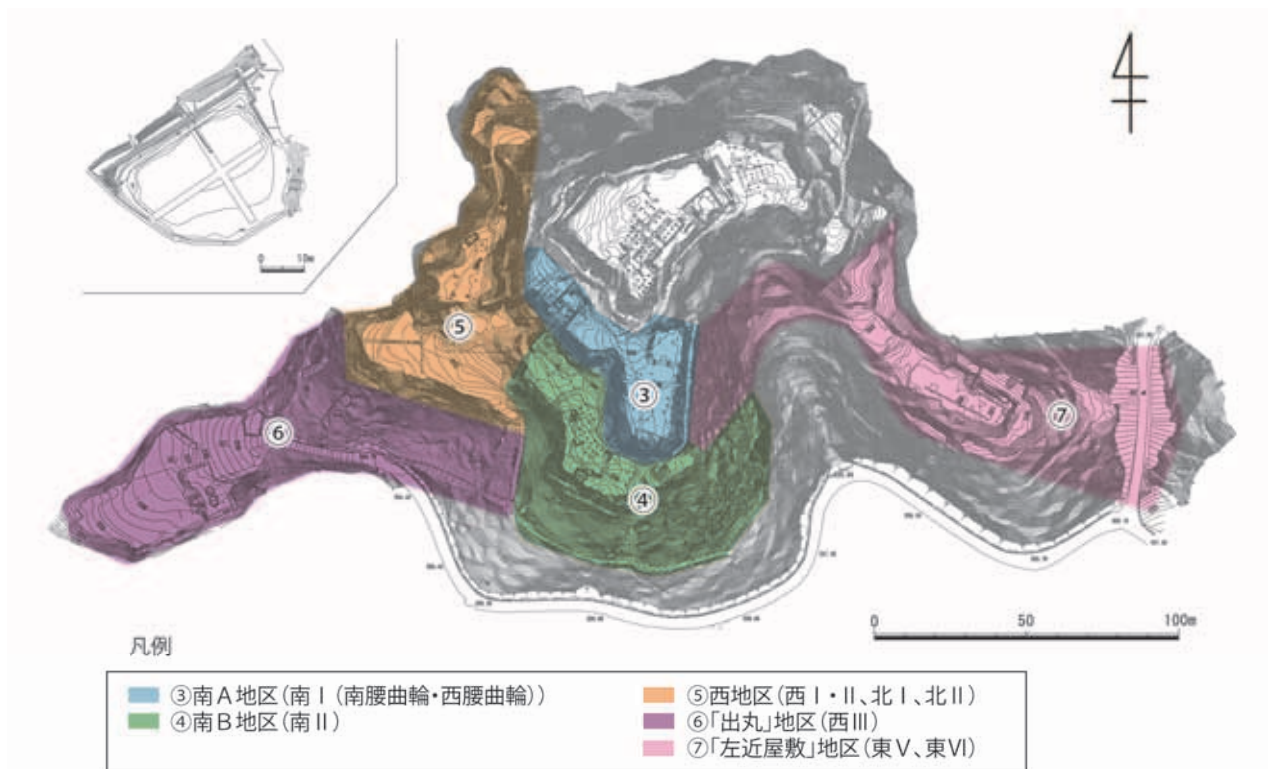 0 10m
⑤
③
⑥
⑦
④
0 50 100m
凡例
③南A地区(南Ⅰ(南腰曲輪・西腰曲輪))
④南B地区(南Ⅱ)
⑤西地区(西Ⅰ・Ⅱ、北Ⅰ、北Ⅱ)
⑥「出丸」地区(西Ⅲ)
⑦「左近屋敷」地区(東Ⅴ、東Ⅵ)